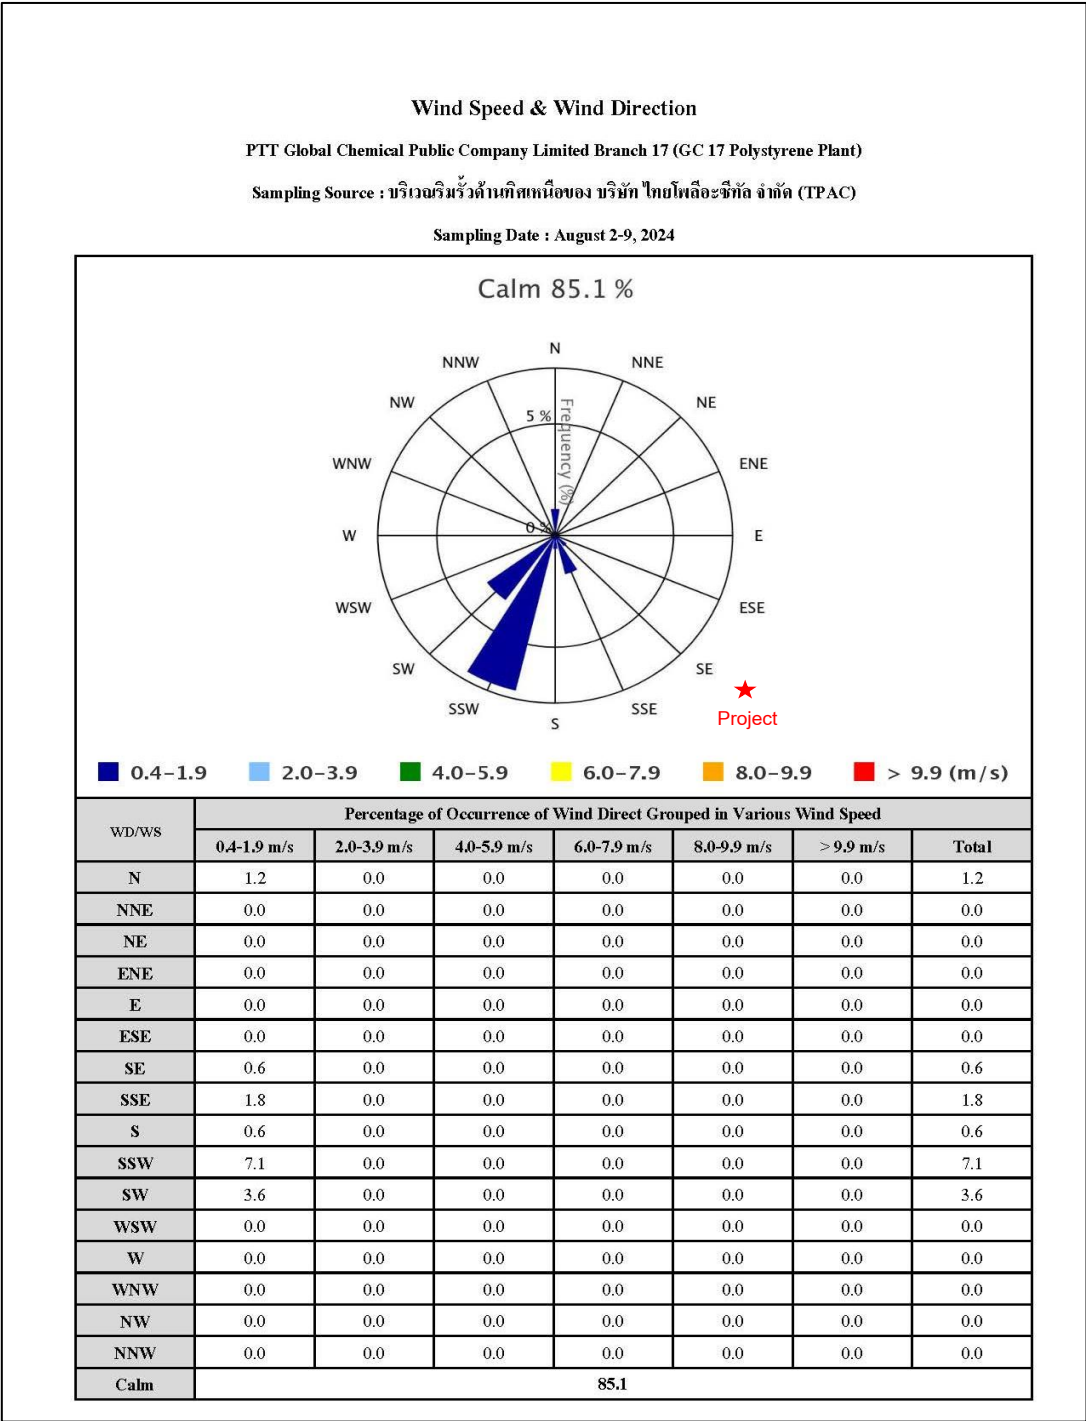 Wind Speed & Wind Direction
PTT Global Chemical Public Company Limited Branch 17 (GC 17 Polystyrene Plant)
Sampling Source : บริเวณริมรั้วด้านทิศเหนือของ บริษัท ไทยโพลีอะซีทัล จำกัด (TPAC)
Sampling Date : August 2-9, 2024
Calm 85.1 %
N
NNW NNE
NW NE
5 %
Frequency (%)
WNW ENE
0 %
W E
WSW ESE
SW SE
SSW SSE
S
Project
0.4-1.9 2.0-3.9 4.0-5.9 6.0-7.9 8.0-9.9 > 9.9 (m/s)
WD/WS Percentage of Occurrence of Wind Direct Grouped in Various Wind Speed
0.4-1.9 m/s 2.0-3.9 m/s 4.0-5.9 m/s 6.0-7.9 m/s 8.0-9.9 m/s > 9.9 m/s Total
N 1.2 0.0 0.0 0.0 0.0 0.0 1.2
NNE 0.0 0.0 0.0 0.0 0.0 0.0 0.0
NE 0.0 0.0 0.0 0.0 0.0 0.0 0.0
ENE 0.0 0.0 0.0 0.0 0.0 0.0 0.0
E 0.0 0.0 0.0 0.0 0.0 0.0 0.0
ESE 0.0 0.0 0.0 0.0 0.0 0.0 0.0
SE 0.6 0.0 0.0 0.0 0.0 0.0 0.6
SSE 1.8 0.0 0.0 0.0 0.0 0.0 1.8
S 0.6 0.0 0.0 0.0 0.0 0.0 0.6
SSW 7.1 0.0 0.0 0.0 0.0 0.0 7.1
SW 3.6 0.0 0.0 0.0 0.0 0.0 3.6
WSW 0.0 0.0 0.0 0.0 0.0 0.0 0.0
W 0.0 0.0 0.0 0.0 0.0 0.0 0.0
WNW 0.0 0.0 0.0 0.0 0.0 0.0 0.0
NW 0.0 0.0 0.0 0.0 0.0 0.0 0.0
NNW 0.0 0.0 0.0 0.0 0.0 0.0 0.0
Calm 85.1